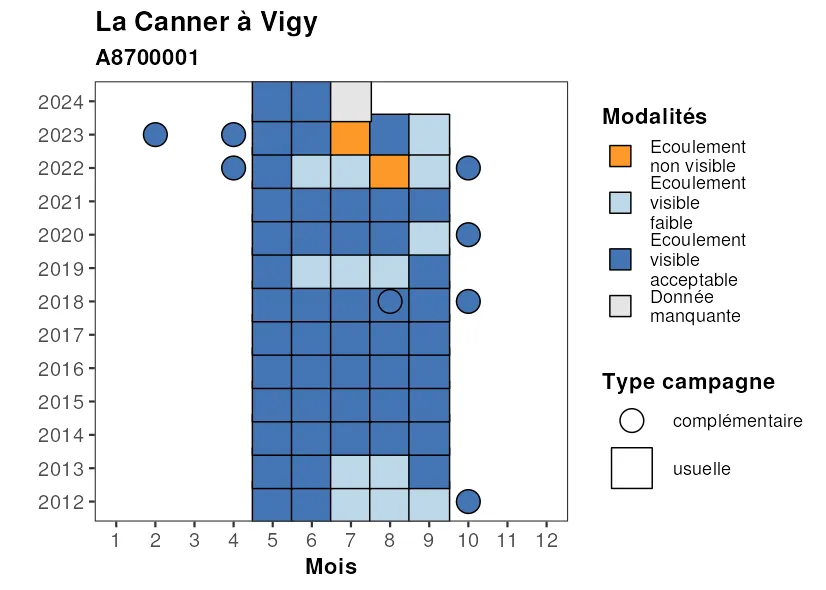 La Canner à Vigy
A8700001
2024
2023
2022
2021
2020
2019
2018
2017
2016
2015
2014
2013
2012
1 2 3 4 5 6 7 8 9 10 11 12
Mois
Modalités
Ecoulement
non visible
Ecoulement
visible
faible
Ecoulement
visible
acceptable
Donnée
manquante
Type campagne
complémentaire
usuelle